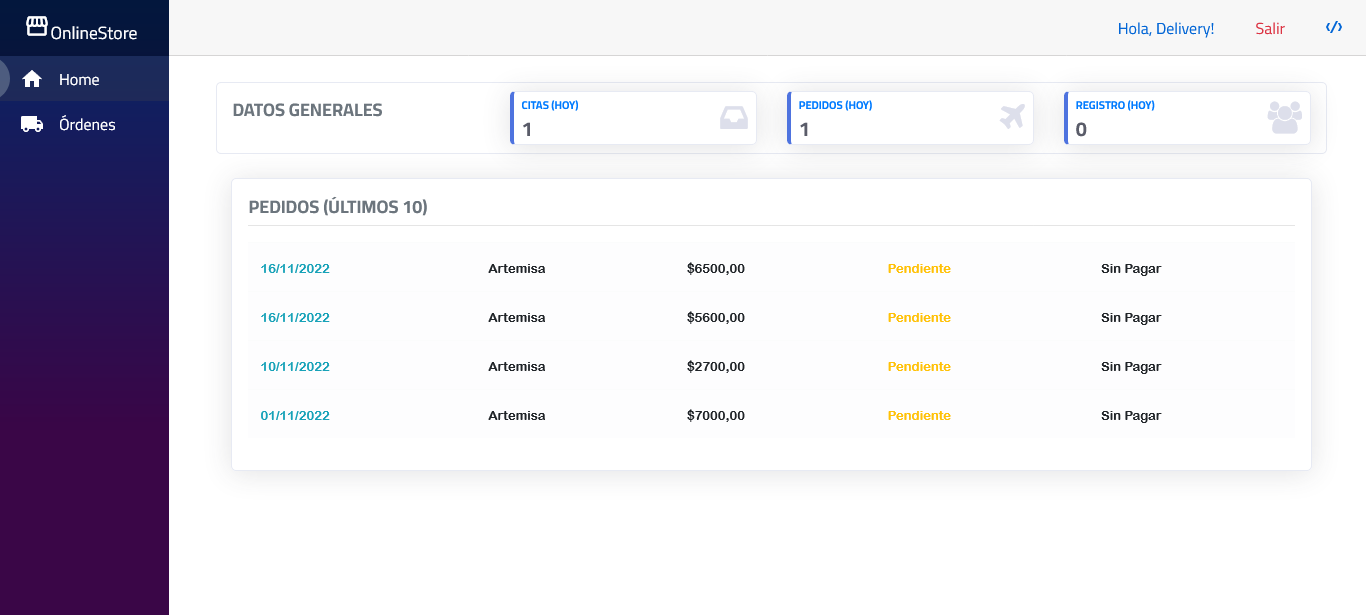 OnlineStore
Hola, Delivery! Salir
Home
Órdenes
DATOS GENERALES
CITAS (HOY)
1
PEDIDOS (HOY)
1
REGISTRO (HOY)
0
PEDIDOS (ÚLTIMOS 10)
16/11/2022 Artemisa $6500,00 Pendiente Sin Pagar
16/11/2022 Artemisa $5600,00 Pendiente Sin Pagar
10/11/2022 Artemisa $2700,00 Pendiente Sin Pagar
01/11/2022 Artemisa $7000,00 Pendiente Sin Pagar